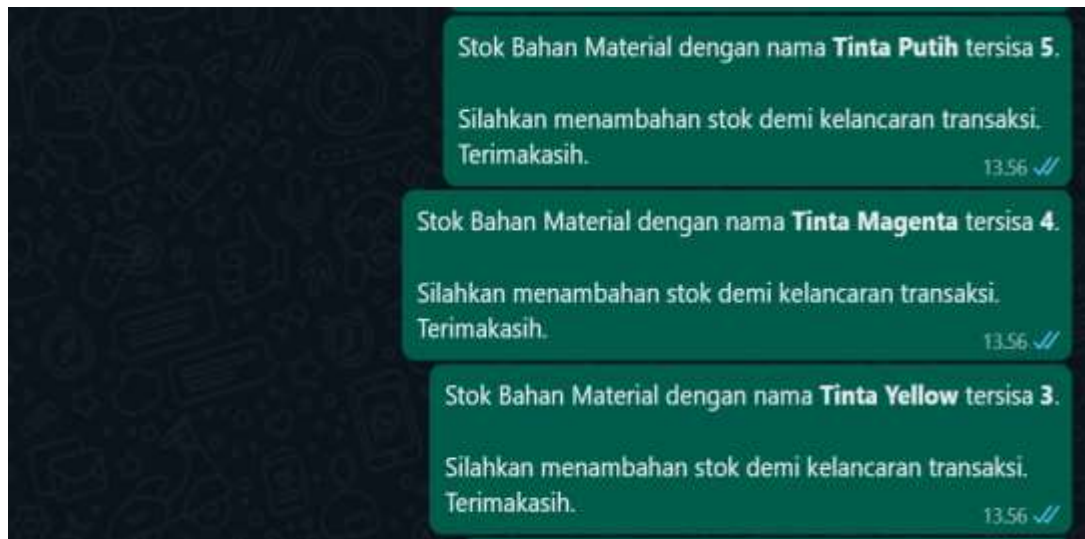 Stok Bahan Material dengan nama Tinta Putih tersisa 5.
Silahkan menambahan stok demi kelancaran transaksi.
Terimakasih.
13.56
Stok Bahan Material dengan nama Tinta Magenta tersisa 4.
Silahkan menambahan stok demi kelancaran transaksi.
Terimakasih.
13.56
Stok Bahan Material dengan nama Tinta Yellow tersisa 3.
Silahkan menambahan stok demi kelancaran transaksi.
Terimakasih.
13.56